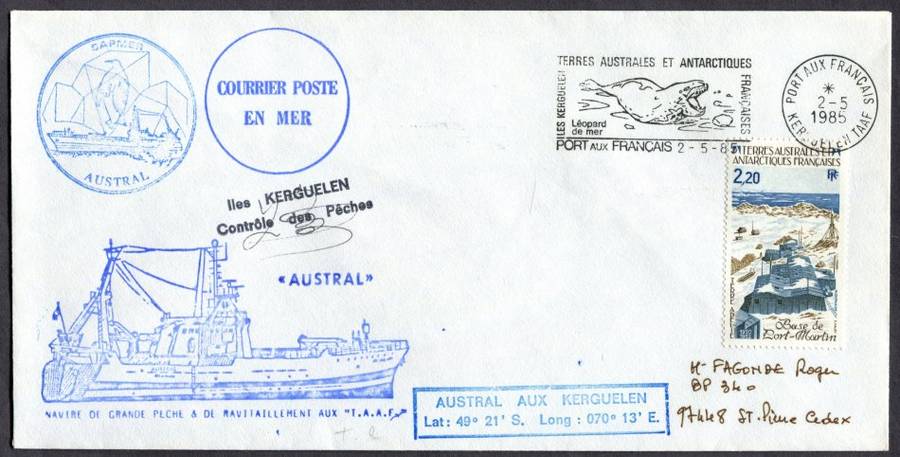 SAPMER
AUSTRAL
COURRIER POSTE
EN MER
Iles KERGUELEN
Contrôle des Pêches
«AUSTRAL»
NAVIRE DE GRANDE PECHE & DE RAVITAILLEMENT AUX "T.A.A.F"
TERRES AUSTRALES ET ANTARCTIQUES
FRANÇAISES
ILES KERGUELEN
Léopard
de mer
PORT AUX FRANÇAIS 2-5-85
PORT AUX FRANÇAIS
*
2-5
1985
KERGUELEN TAAF
TERRES AUSTRALES ET
ANTARCTIQUES FRANÇAISES
2,20
Base de
Port-Martin
AUSTRAL AUX KERGUELEN
Lat: 49° 21' S. Long: 070° 13' E.
Mr FAGONDE Roger
BP 340
97448 St. Pierre Cedex